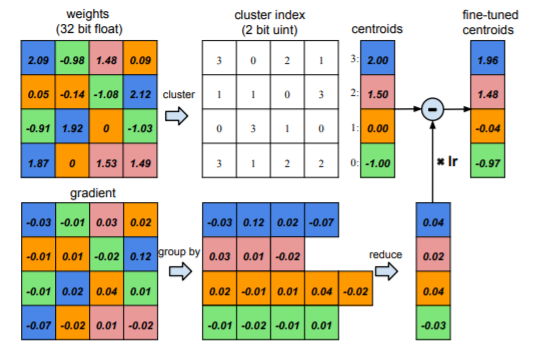 weights
(32 bit float)
cluster index
(2 bit uint)
centroids
fine-tuned
centroids
2.09 -0.98 1.48 0.09
0.05 -0.14 -1.08 2.12
-0.91 1.92 0 -1.03
1.87 0 1.53 1.49
cluster
3 0 2 1
1 1 0 3
0 3 1 0
3 1 2 2
3: 2.00
2: 1.50
1: 0.00
0: -1.00
-
× lr
1.96
1.48
-0.04
-0.97
gradient
-0.03 -0.01 0.03 0.02
-0.01 0.01 -0.02 0.12
-0.01 0.02 0.04 0.01
-0.07 -0.02 0.01 -0.02
group by
-0.03 0.12 0.02 -0.07
0.03 0.01 -0.02
0.02 -0.01 0.01 0.04 -0.02
-0.01 -0.02 -0.01 0.01
reduce
0.04
0.02
0.04
-0.03